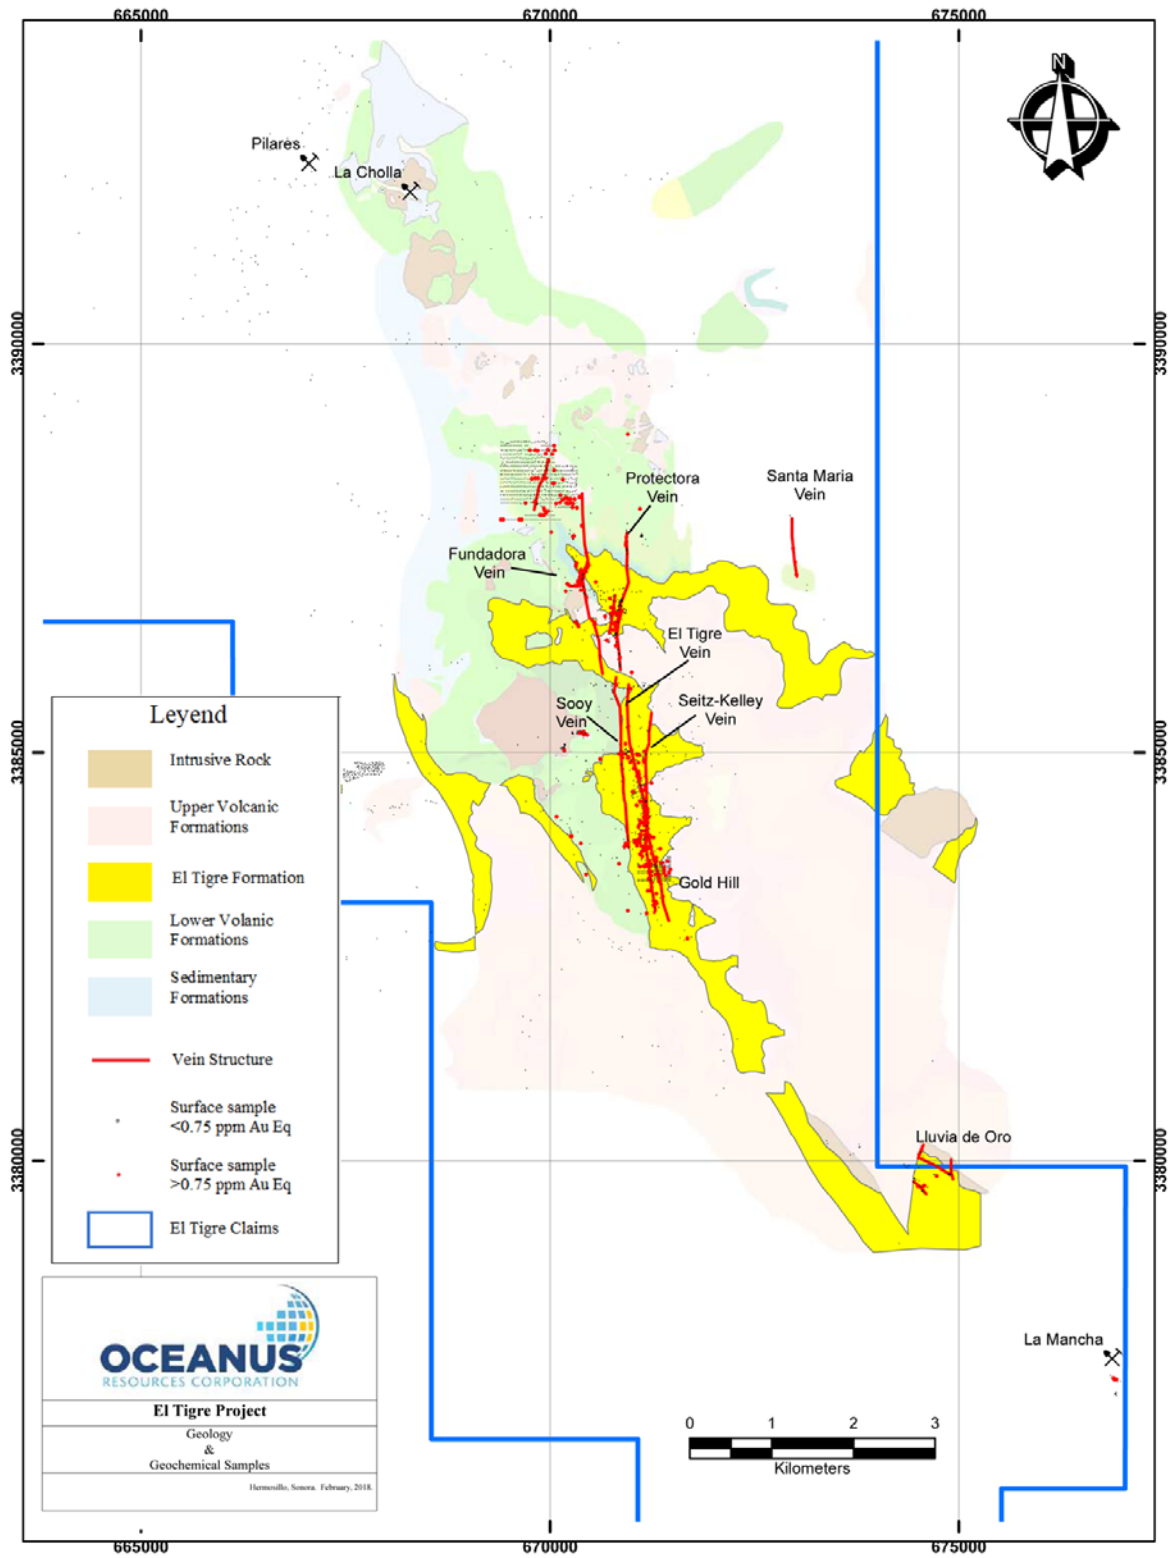 665000
670000
675000
N
Pilares
La Cholla
3390000
3390000
Protectora
Vein
Santa Maria
Vein
Fundadora
Vein
El Tigre
Vein
Sooy
Vein
Seitz-Kelley
Vein
3385000
3385000
Gold Hill
Leyend
Intrusive Rock
Upper Volcanic
Formations
El Tigre Formation
Lower Volanic
Formations
Sedimentary
Formations
Vein Structure
Surface sample
<0.75 ppm Au Eq
Surface sample
>0.75 ppm Au Eq
El Tigre Claims
Lluvia de Oro
3380000
3380000
OCEANUS
RESOURCES CORPORATION
El Tigre Project
Geology
&
Geochemical Samples
Hermosillo, Sonora. February, 2018.
La Mancha
0 1 2 3
Kilometers
665000
670000
675000